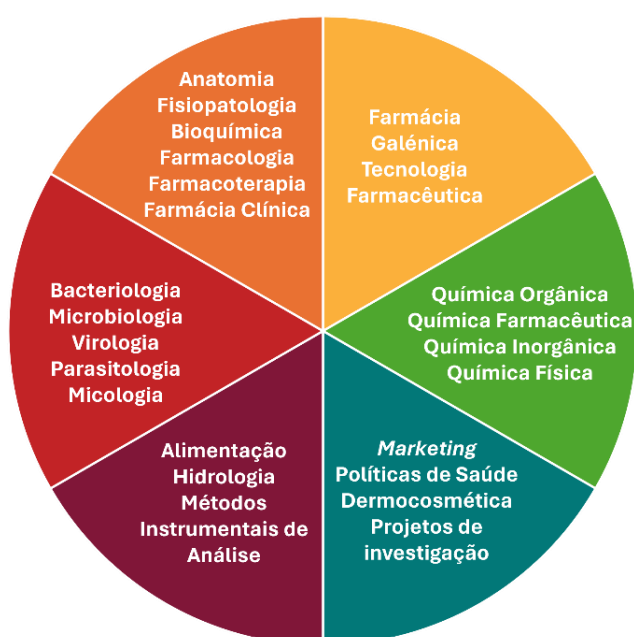 Anatomia
Fisiopatologia
Bioquímica
Farmacologia
Farmacoterapia
Farmácia Clínica
Farmácia
Galénica
Tecnologia
Farmacêutica
Química Orgânica
Química Farmacêutica
Química Inorgânica
Química Física
Marketing
Políticas de Saúde
Dermocosmética
Projetos de
investigação
Alimentação
Hidrologia
Métodos
Instrumentais de
Análise
Bacteriologia
Microbiologia
Virologia
Parasitologia
Micologia